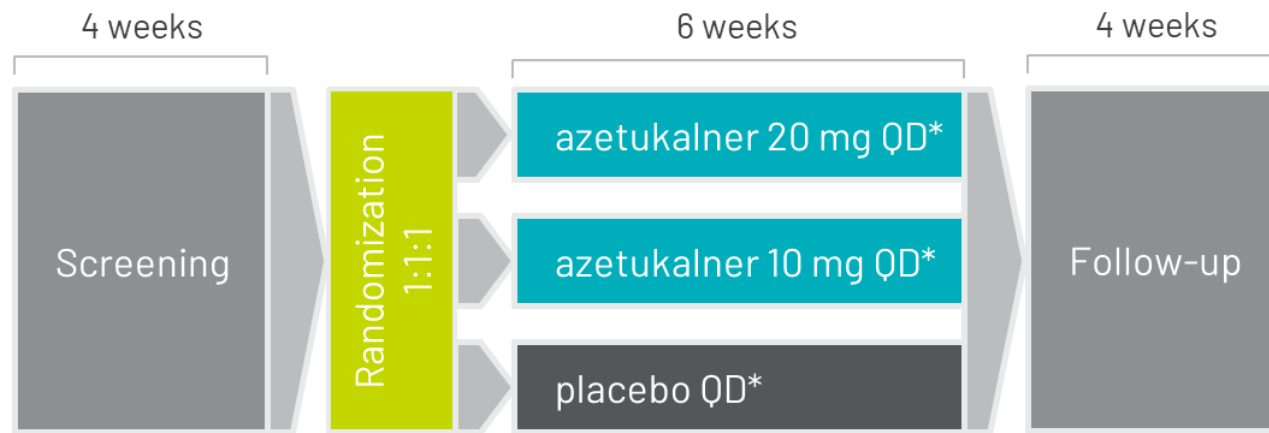 4 weeks
6 weeks
4 weeks
Screening
Randomization
1:1:1
azetukalner 20 mg QD*
azetukalner 10 mg QD*
placebo QD*
Follow-up